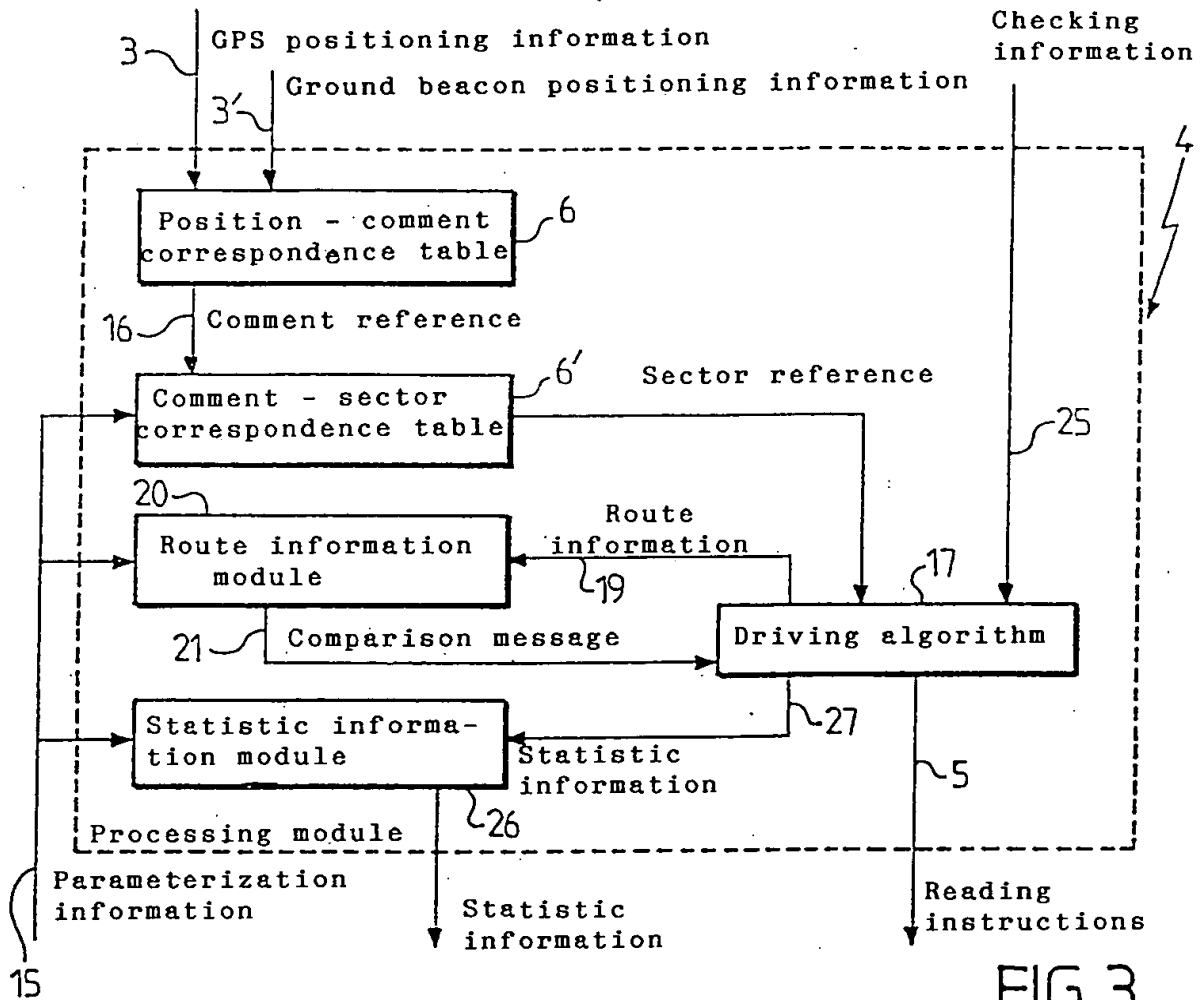 GPS positioning information
3
Ground beacon positioning information
3'
Checking
information
4
Position - comment
correspondence table
6
16
Comment reference
Comment - sector
correspondence table
6'
Sector reference
25
20
Route information
module
Route
information
19
17
Driving algorithm
21
Comparison message
Statistic informa-
tion module
27
Statistic
information
5
26
Processing module
Parameterization
information
15
Statistic
information
Reading
instructions
FIG.3